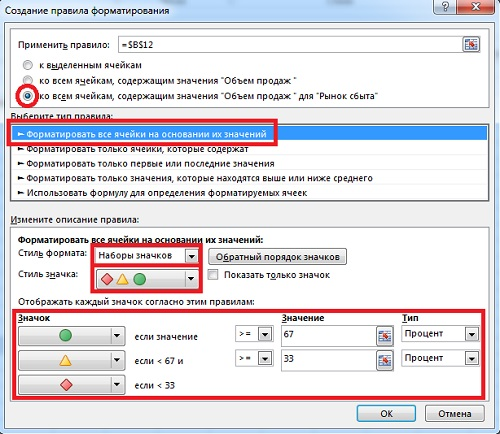 Создание правила форматирования
Применить правило: =$B$12
к выделенным ячейкам
ко всем ячейкам, содержащим значения "Объем продаж "
ко всем ячейкам, содержащим значения "Объем продаж " для "Рынок сбыта"
Выберите тип правила:
► Форматировать все ячейки на основании их значений
► Форматировать только ячейки, которые содержат
► Форматировать только первые или последние значения
► Форматировать только значения, которые находятся выше или ниже среднего
► Использовать формулу для определения форматируемых ячеек
Измените описание правила:
Форматировать все ячейки на основании их значений:
Стиль формата: Наборы значков Обратный порядок значков
Стиль значка: Показать только значок
Отображать каждый значок согласно этим правилам:
Значок Значение Тип
если значение >= 67 Процент
если < 67 и >= 33 Процент
если < 33
ОК Отмена